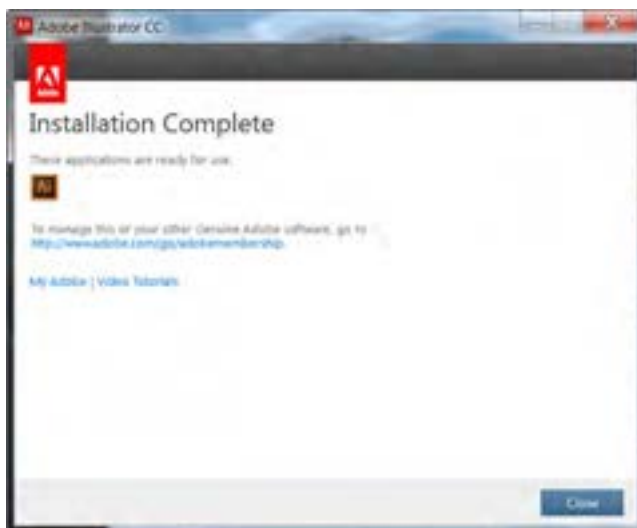 Adobe Illustrator CC
Adobe
Installation Complete
These applications are ready for use.
Ai
To manage this or your other Genuine Adobe software, go to
http://www.adobe.com/go/adobemembership.
My Adobe | Video Tutorials
Close